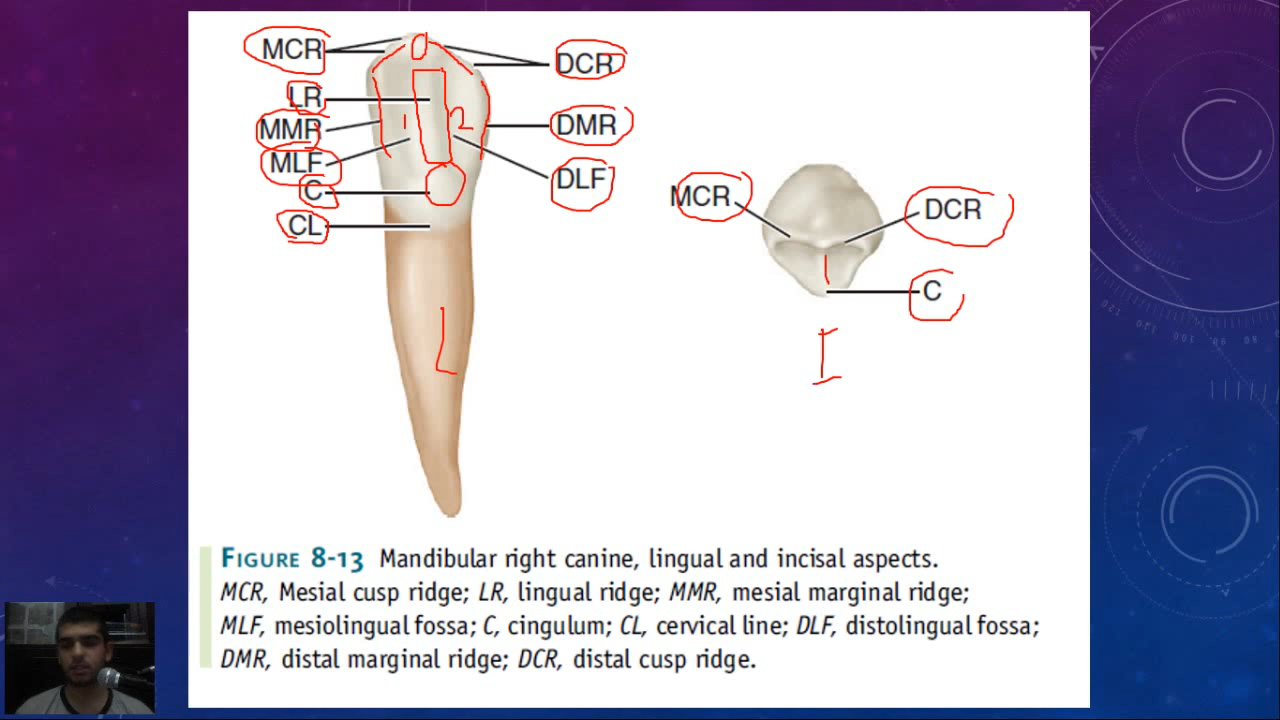 MCR
DCR
LR
MMR
DMR
MLF
DLF
C
CL
1
2
L
MCR
DCR
C
I
FIGURE 8-13 Mandibular right canine, lingual and incisal aspects.
MCR, Mesial cusp ridge; LR, lingual ridge; MMR, mesial marginal ridge;
MLF, mesiolingual fossa; C, cingulum; CL, cervical line; DLF, distolingual fossa;
DMR, distal marginal ridge; DCR, distal cusp ridge.